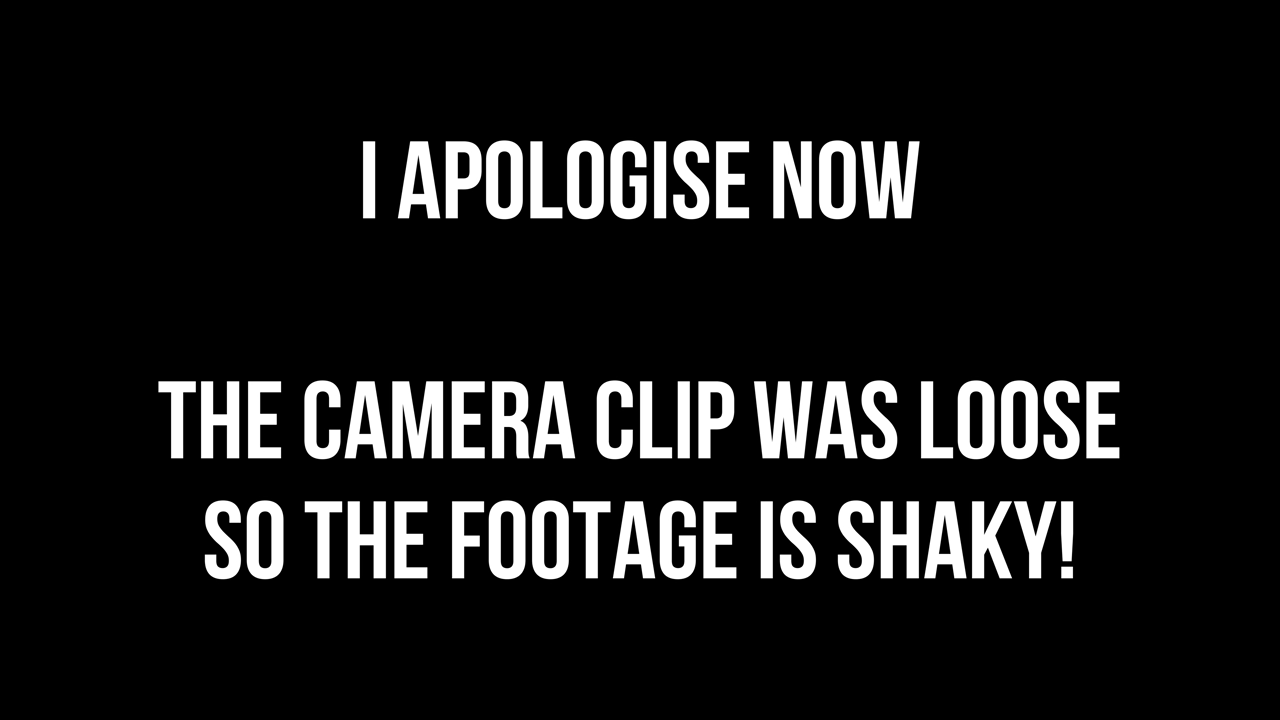 I APOLOGISE NOW
THE CAMERA CLIP WAS LOOSE
SO THE FOOTAGE IS SHAKY!